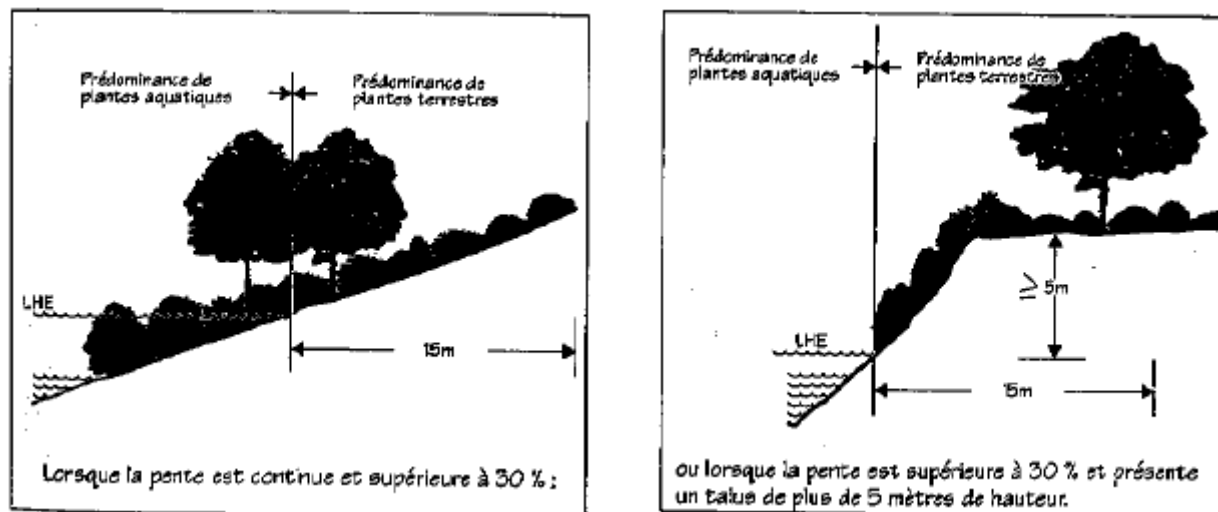 Prédominance de
plantes aquatiques
Prédominance de
plantes terrestres
LHE
15m
Lorsque la pente est continue et supérieure à 30 % ;
Prédominance de
plantes aquatiques
Prédominance de
plantes terrestres
≥ 5m
LHE
15m
ou lorsque la pente est supérieure à 30 % et présente
un talus de plus de 5 mètres de hauteur.